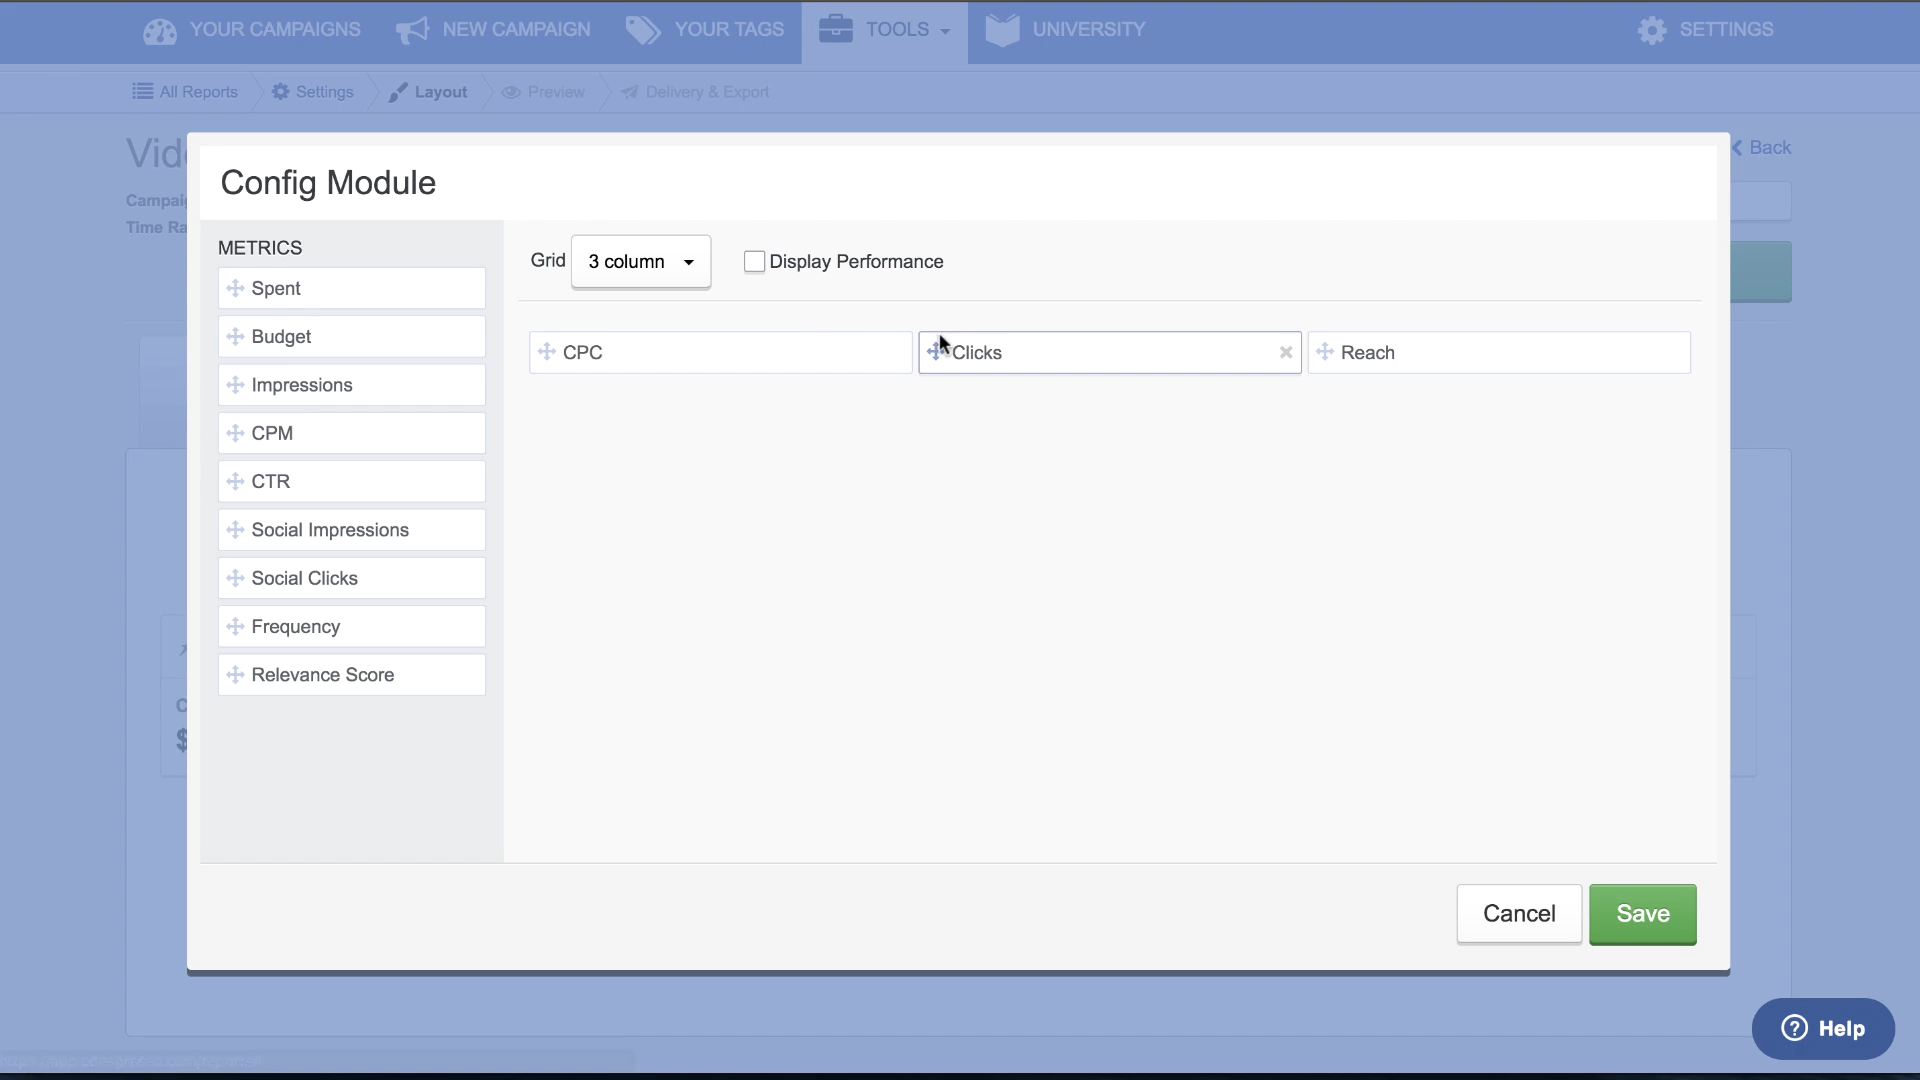 YOUR CAMPAIGNS NEW CAMPAIGN YOUR TAGS TOOLS UNIVERSITY SETTINGS
All Reports Settings Layout Preview Delivery & Export
Back
Config Module
METRICS
Spent
Budget
Impressions
CPM
CTR
Social Impressions
Social Clicks
Frequency
Relevance Score
Grid 3 column Display Performance
CPC Clicks Reach
$
Cancel Save
Help